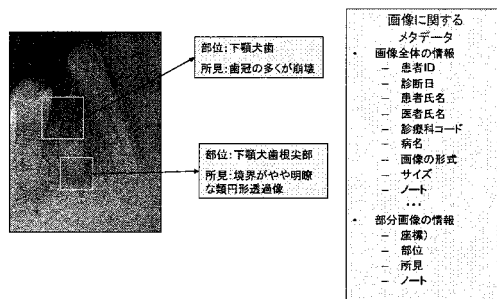 部位:下顎犬歯
所見:歯冠の多くが崩壊
部位:下顎犬歯根尖部
所見:境界がやや明瞭
な類円形透過像
画像に関する
メタデータ
・ 画像全体の情報
– 患者ID
– 診断日
– 患者氏名
– 医者氏名
– 診療科コード
– 病名
– 画像の形式
– サイズ
– ノート
…
・ 部分画像の情報
– 座標)
– 部位
– 所見
– ノート